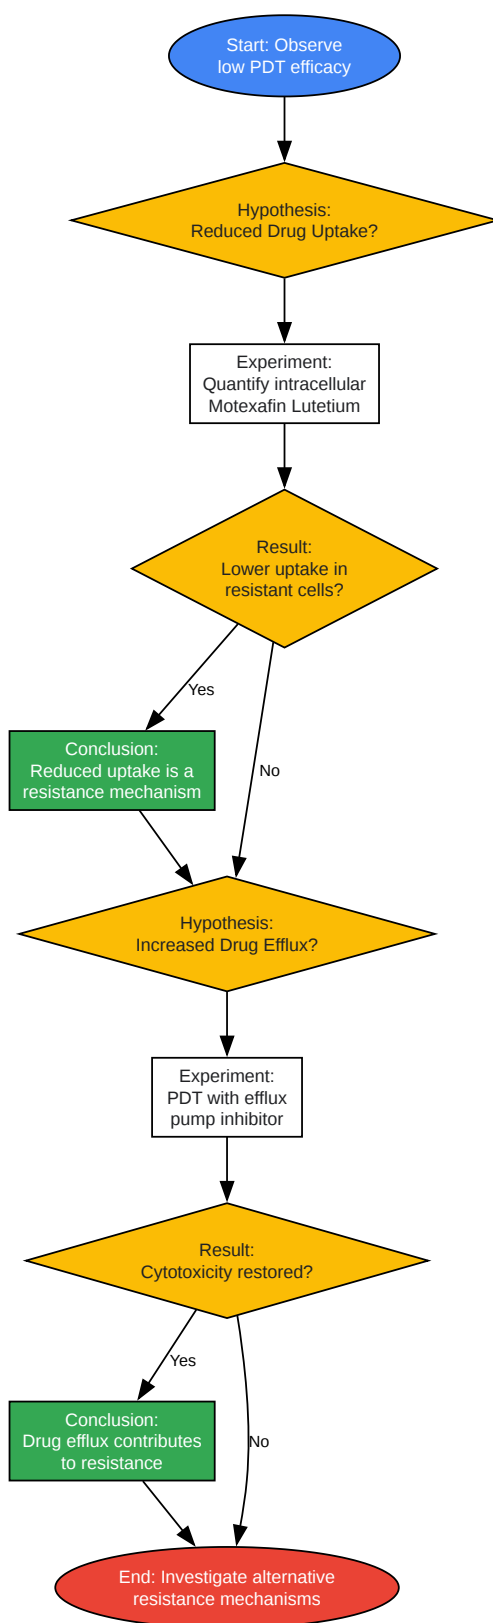 Start: Observe
low PDT efficacy
Hypothesis:
Reduced Drug Uptake?
Experiment:
Quantify intracellular
Motexafin Lutetium
Result:
Lower uptake in
resistant cells?
Yes
No
Conclusion:
Reduced uptake is a
resistance mechanism
Hypothesis:
Increased Drug Efflux?
Experiment:
PDT with efflux
pump inhibitor
Result:
Cytotoxicity restored?
Yes
No
Conclusion:
Drug efflux contributes
to resistance
End: Investigate alternative
resistance mechanisms